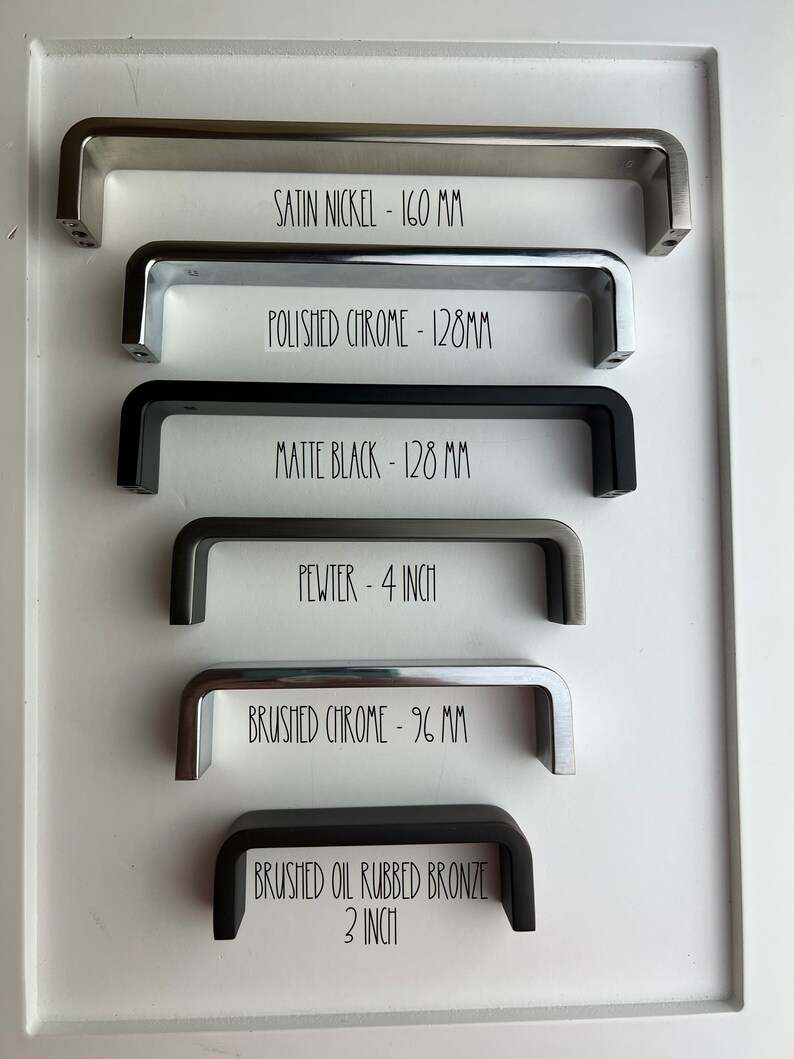 SATIN NICKEL - 160 MM
POLISHED CHROME - 128MM
MATTE BLACK - 128 MM
PEWTER - 4 INCH
BRUSHED CHROME - 96 MM
BRUSHED OIL RUBBED BRONZE
3 INCH